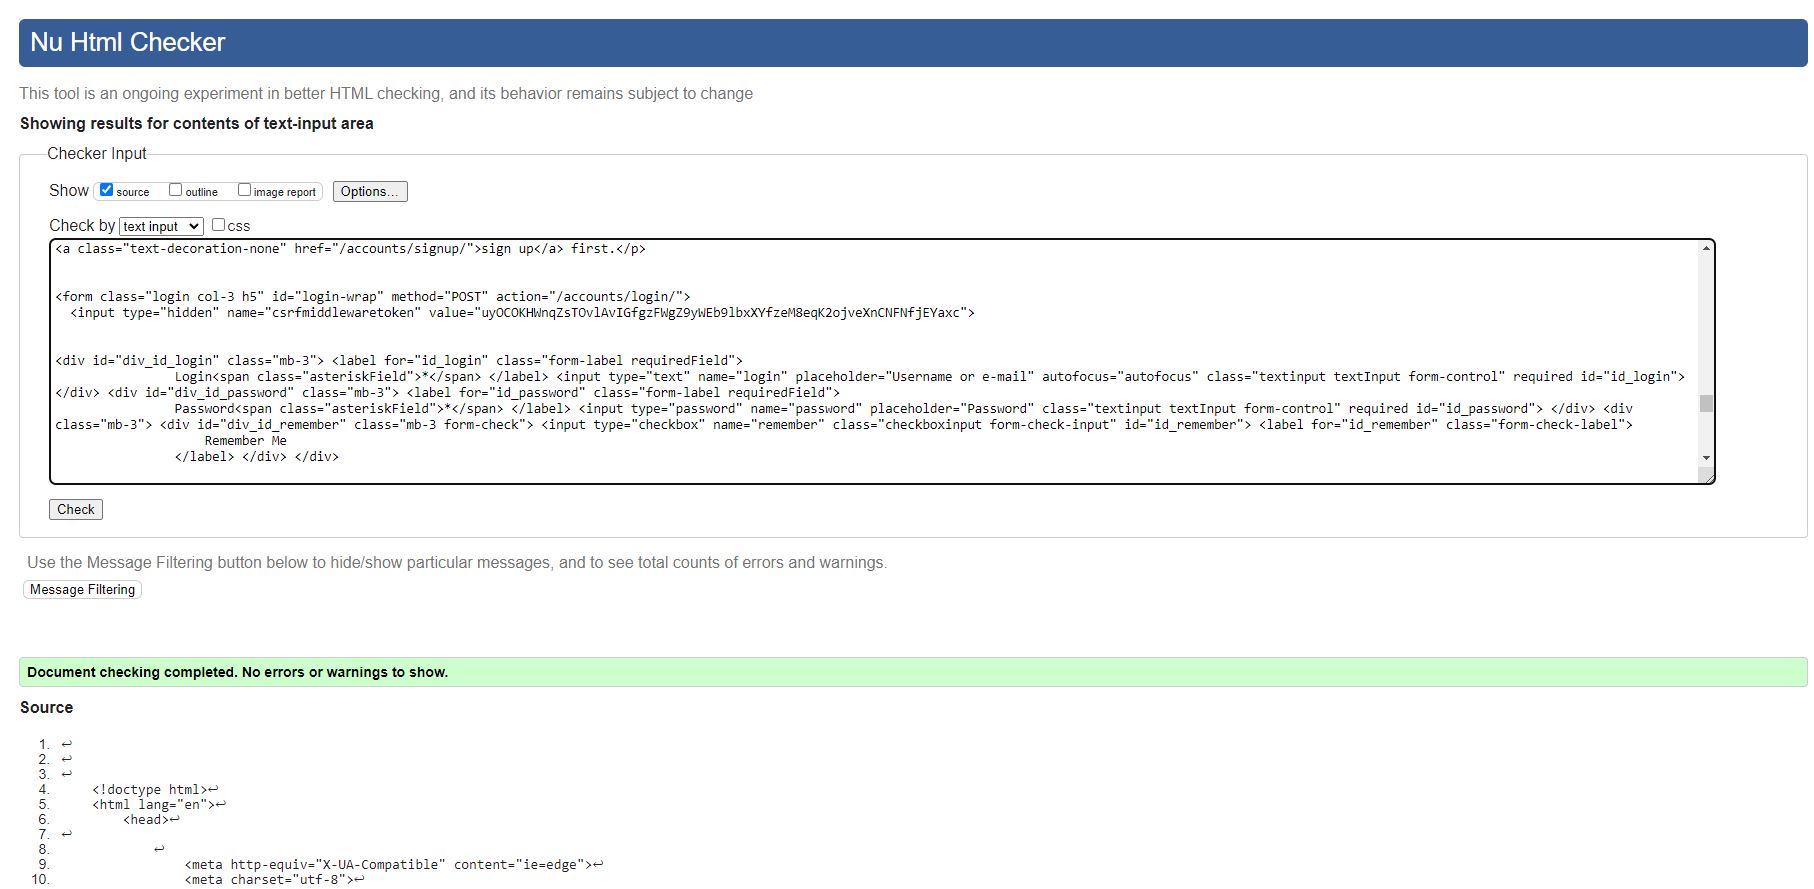 Nu Html Checker
This tool is an ongoing experiment in better HTML checking, and its behavior remains subject to change
Showing results for contents of text-input area
Checker Input
Show source outline image report Options...
Check by text input css
<a class="text-decoration-none" href="/accounts/signup/">sign up</a> first.</p>
<form class="login col-3 h5" id="login-wrap" method="POST" action="/accounts/login/">
<input type="hidden" name="csrfmiddlewaretoken" value="uyOCOKHWnqZsTOvlAvIGfgzFWgZ9yWEb9lbxXYfzeM8eqK2ojveXnCNFNfjEYaxc">
<div id="div_id_login" class="mb-3"> <label for="id_login" class="form-label requiredField">
Login<span class="asteriskField">*</span> </label> <input type="text" name="login" placeholder="Username or e-mail" autofocus="autofocus" class="textinput textInput form-control" required id="id_login">
</div> <div id="div_id_password" class="mb-3"> <label for="id_password" class="form-label requiredField">
Password<span class="asteriskField">*</span> </label> <input type="password" name="password" placeholder="Password" class="textinput textInput form-control" required id="id_password"> </div> <div
class="mb-3"> <div id="div_id_remember" class="mb-3 form-check"> <input type="checkbox" name="remember" class="checkboxinput form-check-input" id="id_remember"> <label for="id_remember" class="form-check-label">
Remember Me
</label> </div> </div>
Check
Use the Message Filtering button below to hide/show particular messages, and to see total counts of errors and warnings.
Message Filtering
Document checking completed. No errors or warnings to show.
Source
1. ↩
2. ↩
3. ↩
4. <!doctype html>↩
5. <html lang="en">↩
6. <head>↩
7. ↩
8. ↩
9. <meta http-equiv="X-UA-Compatible" content="ie=edge">↩
10. <meta charset="utf-8">↩